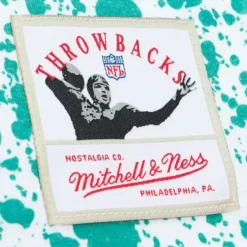 THROWBACKS
NFL
NOSTALGIA CO.
Mitchell & Ness
PHILADELPHIA, PA.